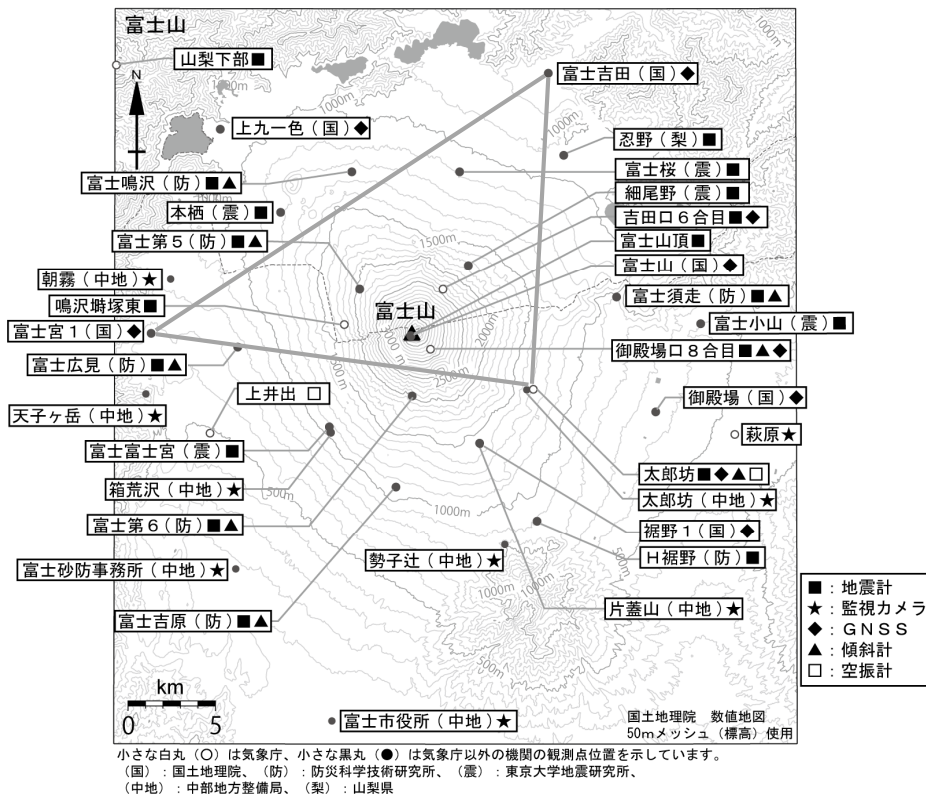 富士山
1000m
山梨下部■
N
富士吉田（国）◆
1000m
1000m
上九一色（国）◆
1000m
忍野（梨）■
富士桜（震）■
富士鳴沢（防）■▲
細尾野（震）■
本栖（震）■
吉田口６合目■◆
富士第５(防）■▲
1500m
富士山頂■
富士山（国）◆
朝霧（中地）★
富士須走（防）■▲
鳴沢塒塚東■
富士山
富士小山（震）■
富士宮１(国）◆
2000m
御殿場口８合目■▲◆
富士広見（防）■▲
2500m
上井出 □
御殿場（国）◆
天子ヶ岳（中地）★
萩原★
富士富士宮（震）■
太郎坊■◆▲□
箱荒沢（中地）★
500m
太郎坊（中地）★
1000m
富士第６(防）■▲
裾野１(国）◆
勢子辻（中地）★
Ｈ裾野（防）■
500m
富士砂防事務所（中地）★
1000m
1000m
片蓋山（中地）★
富士吉原（防）■▲
500m
■：地震計
★：監視カメラ
◆：ＧＮＳＳ
▲：傾斜計
□：空振計
km
0 5
富士市役所（中地）★
国土地理院　数値地図
50mメッシュ（標高）使用
小さな白丸（○）は気象庁、小さな黒丸（●）は気象庁以外の機関の観測点位置を示しています。
（国）：国土地理院、（防）：防災科学技術研究所、（震）：東京大学地震研究所、
（中地）：中部地方整備局、（梨）：山梨県